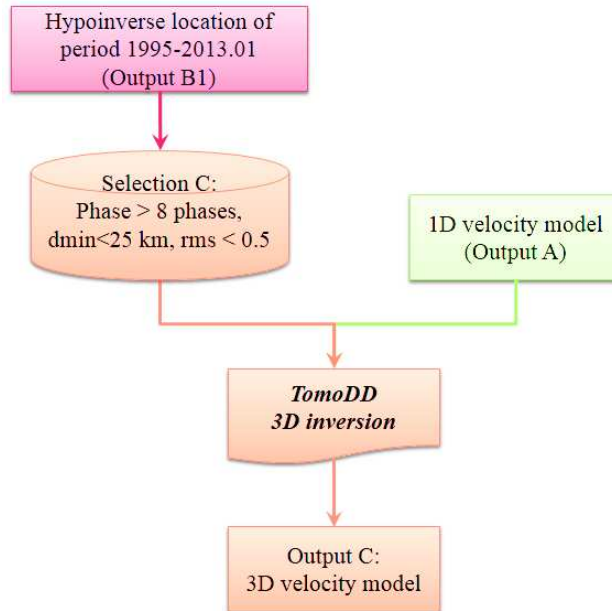 Hypoinverse location of
period 1995-2013.01
(Output B1)
Selection C:
Phase > 8 phases,
dmin<25 km, rms < 0.5
1D velocity model
(Output A)
TomoDD
3D inversion
Output C:
3D velocity model